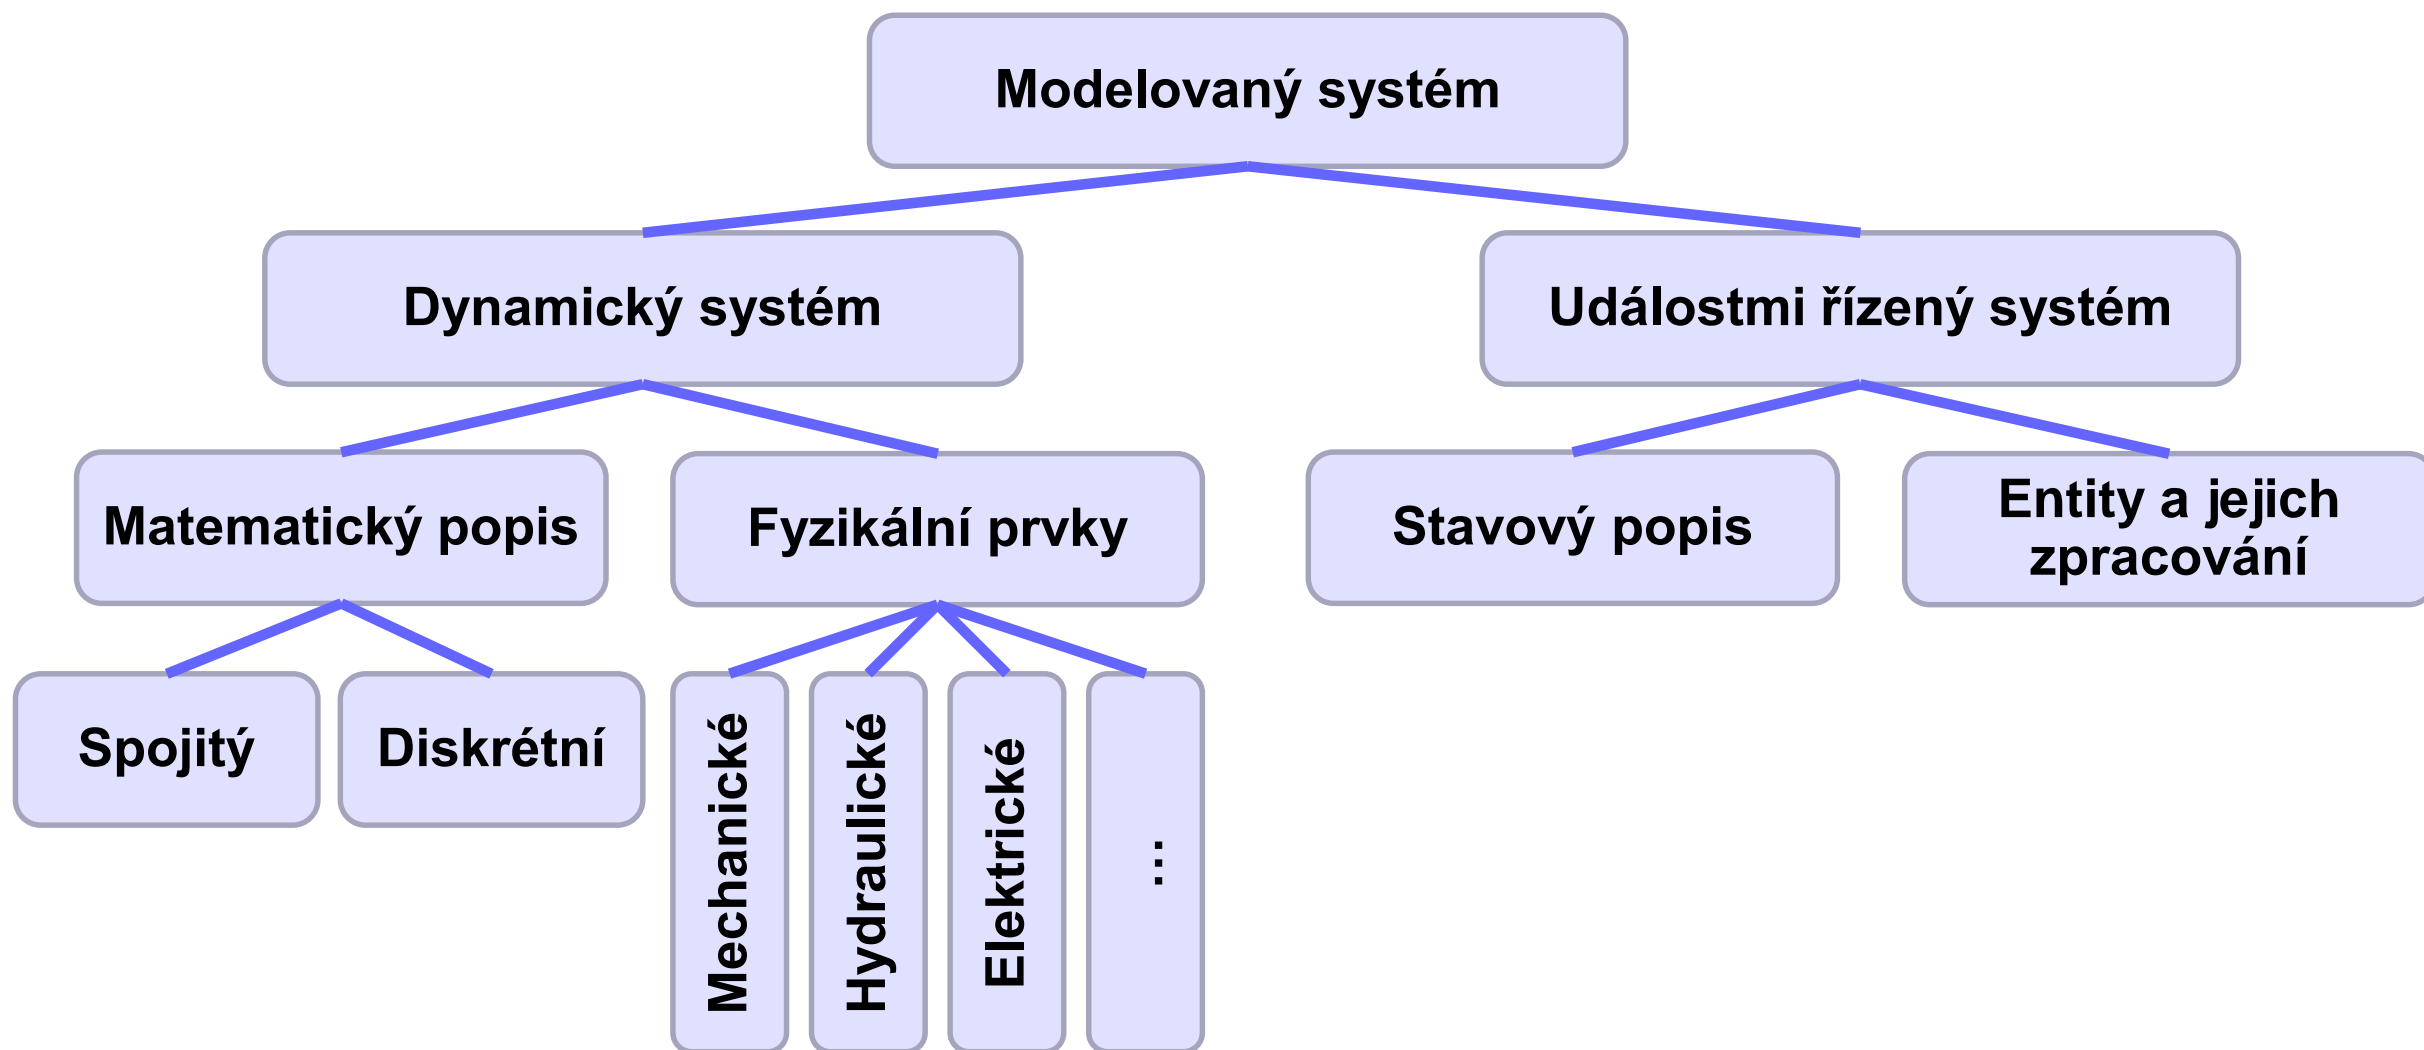 Modelovaný systém
Dynamický systém
Událostmi řízený systém
Matematický popis
Fyzikální prvky
Stavový popis
Entity a jejich
zpracování
Spojitý
Diskrétní
Mechanické
Hydraulické
Elektrické
...